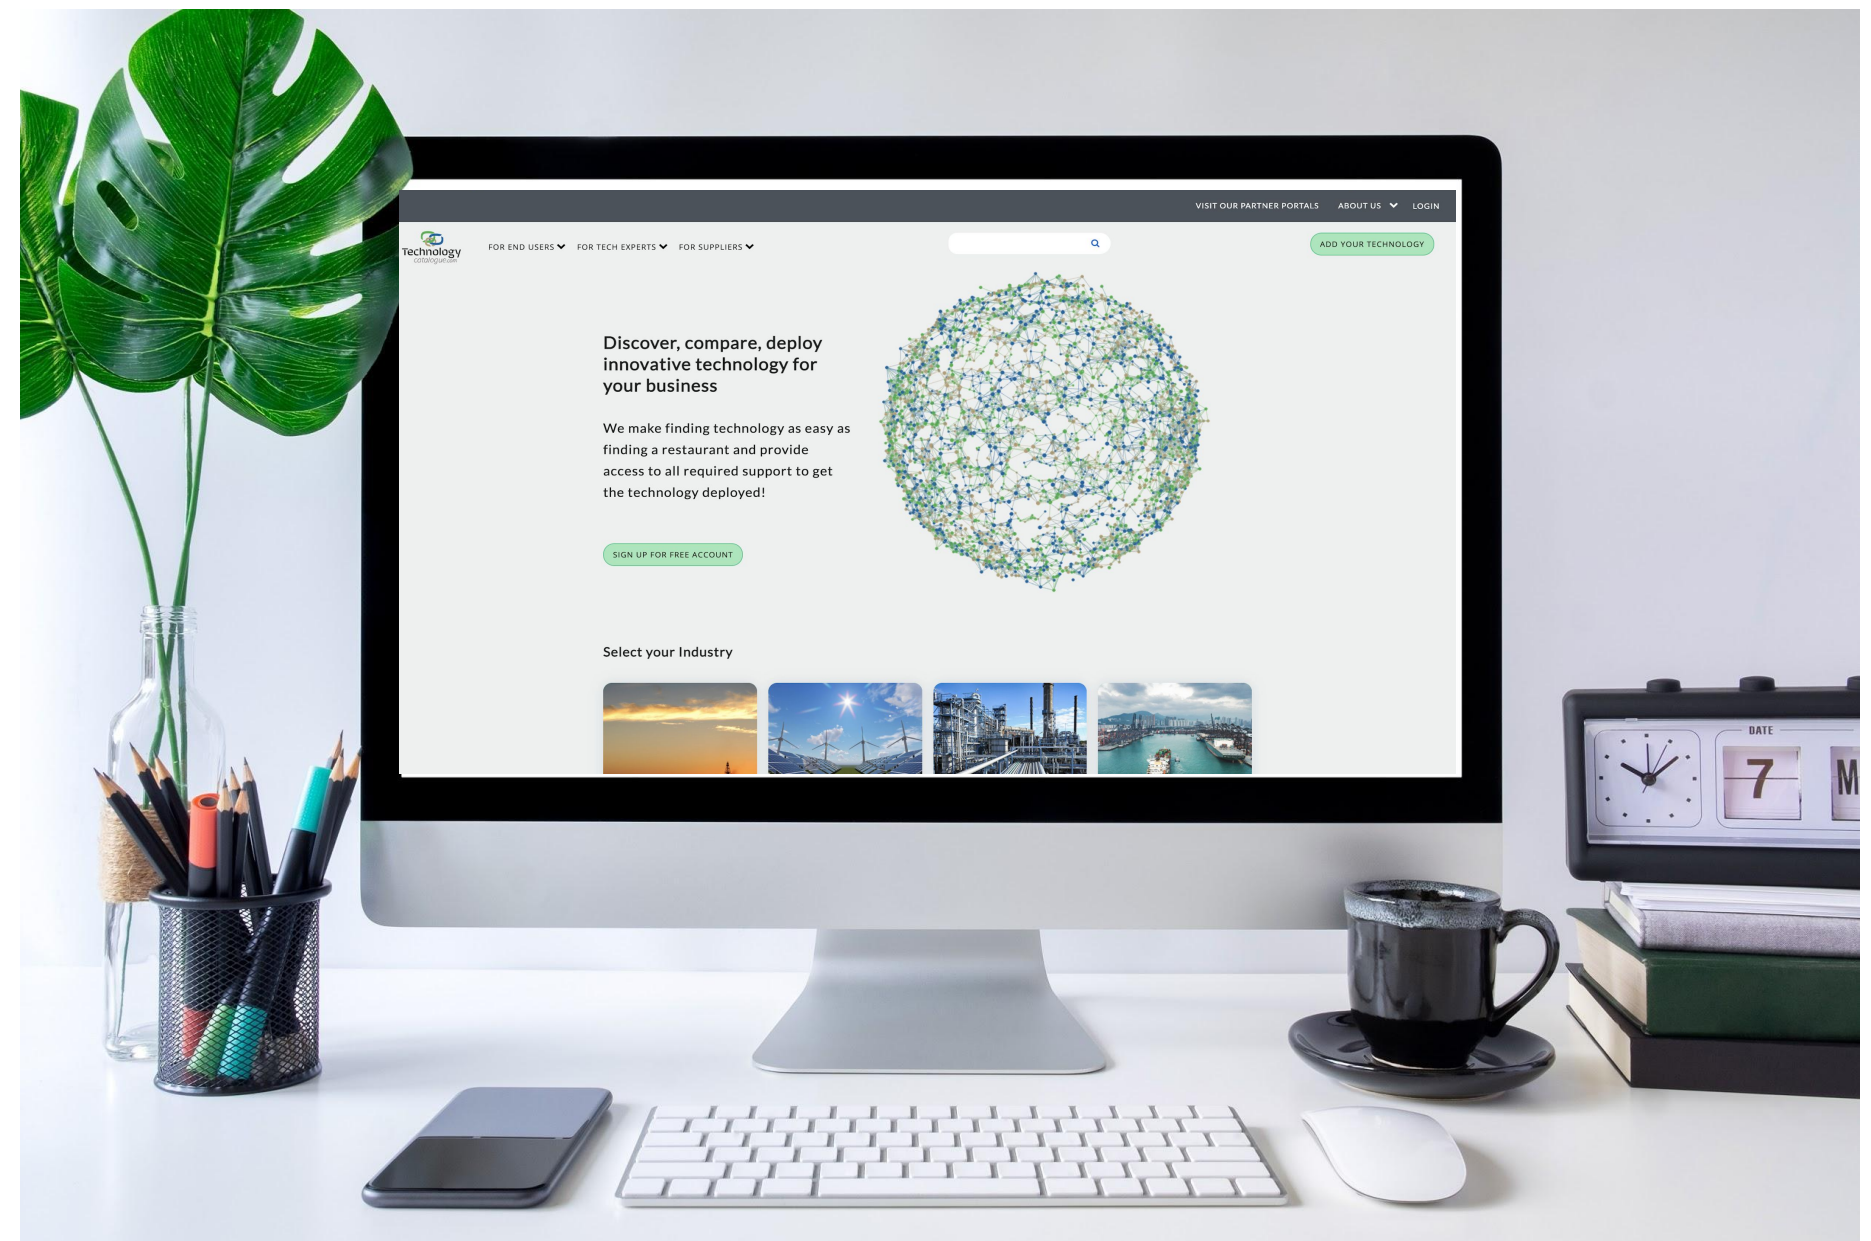 VISIT OUR PARTNER PORTALS ABOUT US LOGIN
Technology
catalogue.com
FOR END USERS FOR TECH EXPERTS FOR SUPPLIERS
ADD YOUR TECHNOLOGY
Discover, compare, deploy
innovative technology for
your business
We make finding technology as easy as
finding a restaurant and provide
access to all required support to get
the technology deployed!
SIGN UP FOR FREE ACCOUNT
Select your Industry
DATE
7